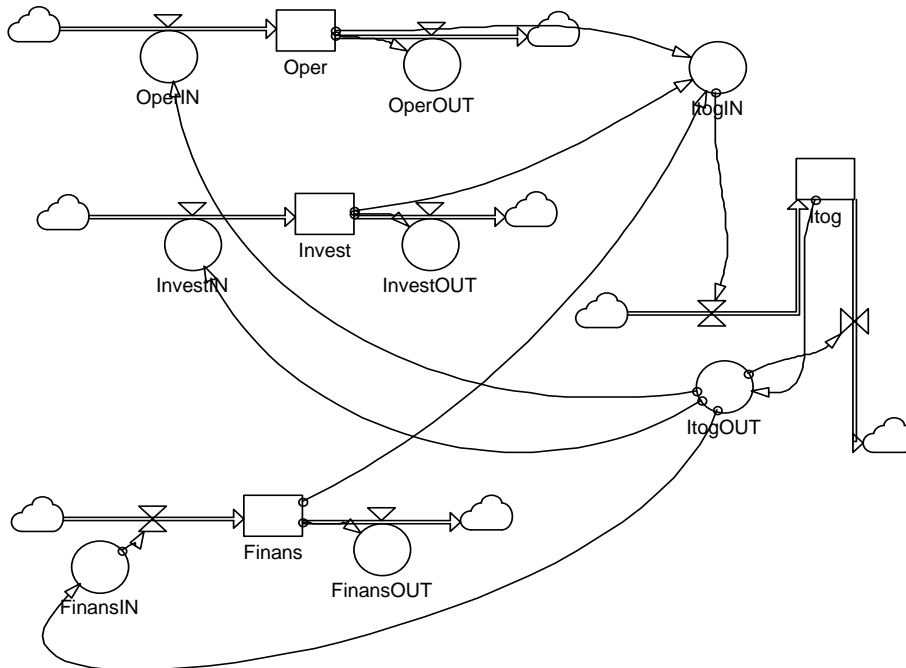 Oper
OperIN
OperOUT
ItogIN
Itog
Invest
InvestIN
InvestOUT
ItogOUT
Finans
FinansIN
FinansOUT